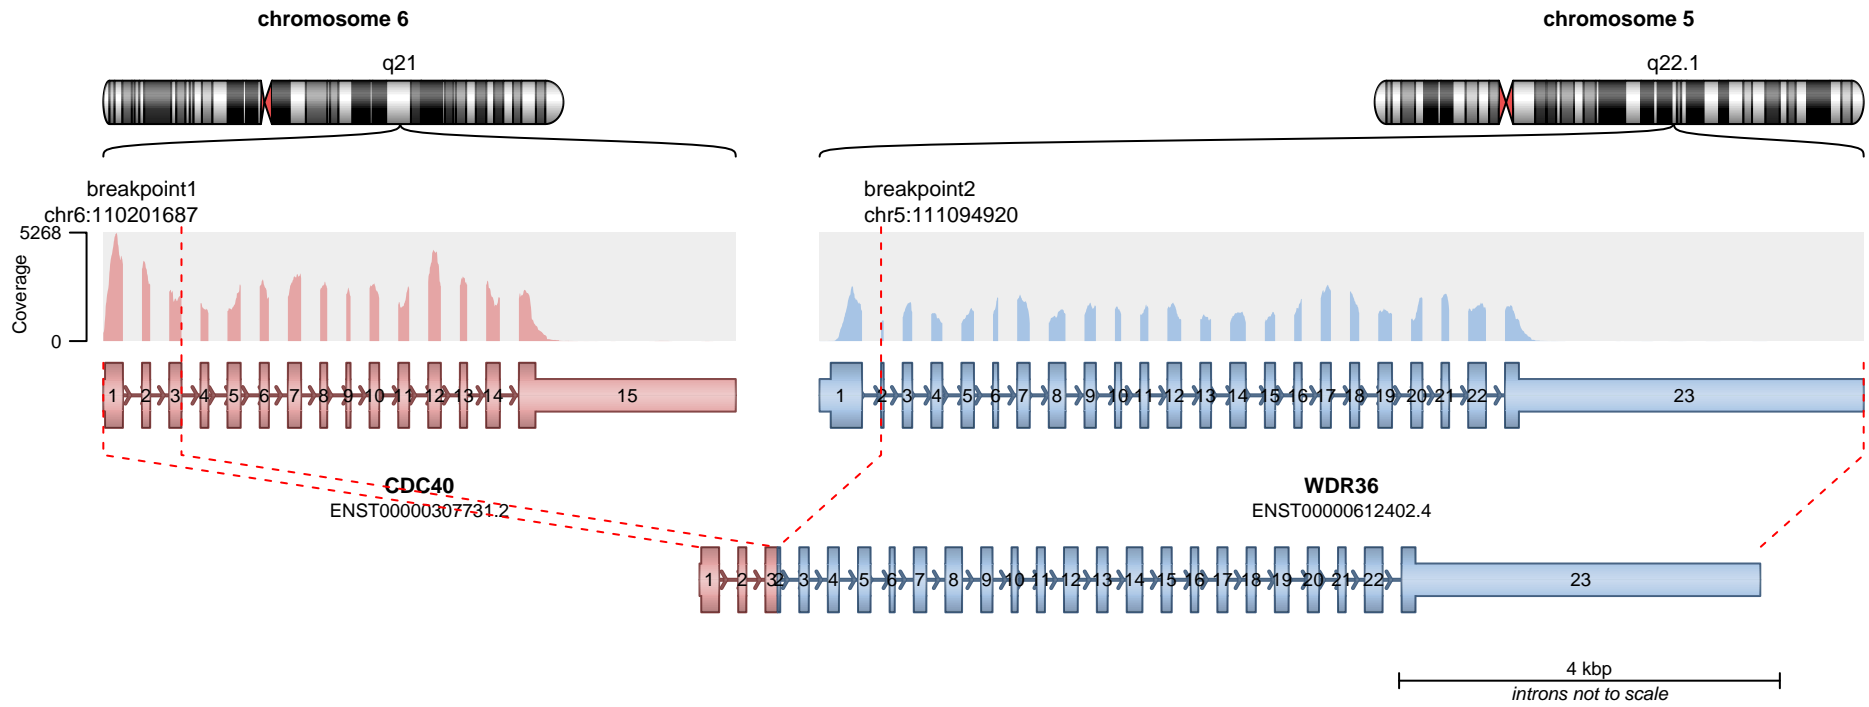 chromosome 6
chromosome 5
q21
q22.1
breakpoint1
chr6:110201687
breakpoint2
chr5:111094920
5268
Coverage
0
1 2 3 4 5 6 7 8 9 10 11 12 13 14 15
1 2 3 4 5 6 7 8 9 10 11 12 13 14 15 16 17 18 19 20 21 22 23
CDC40
ENST00000307731.2
WDR36
ENST00000612402.4
1 2 3 2 3 4 5 6 7 8 9 10 11 12 13 14 15 16 17 18 19 20 21 22 23
4 kbp
introns not to scale